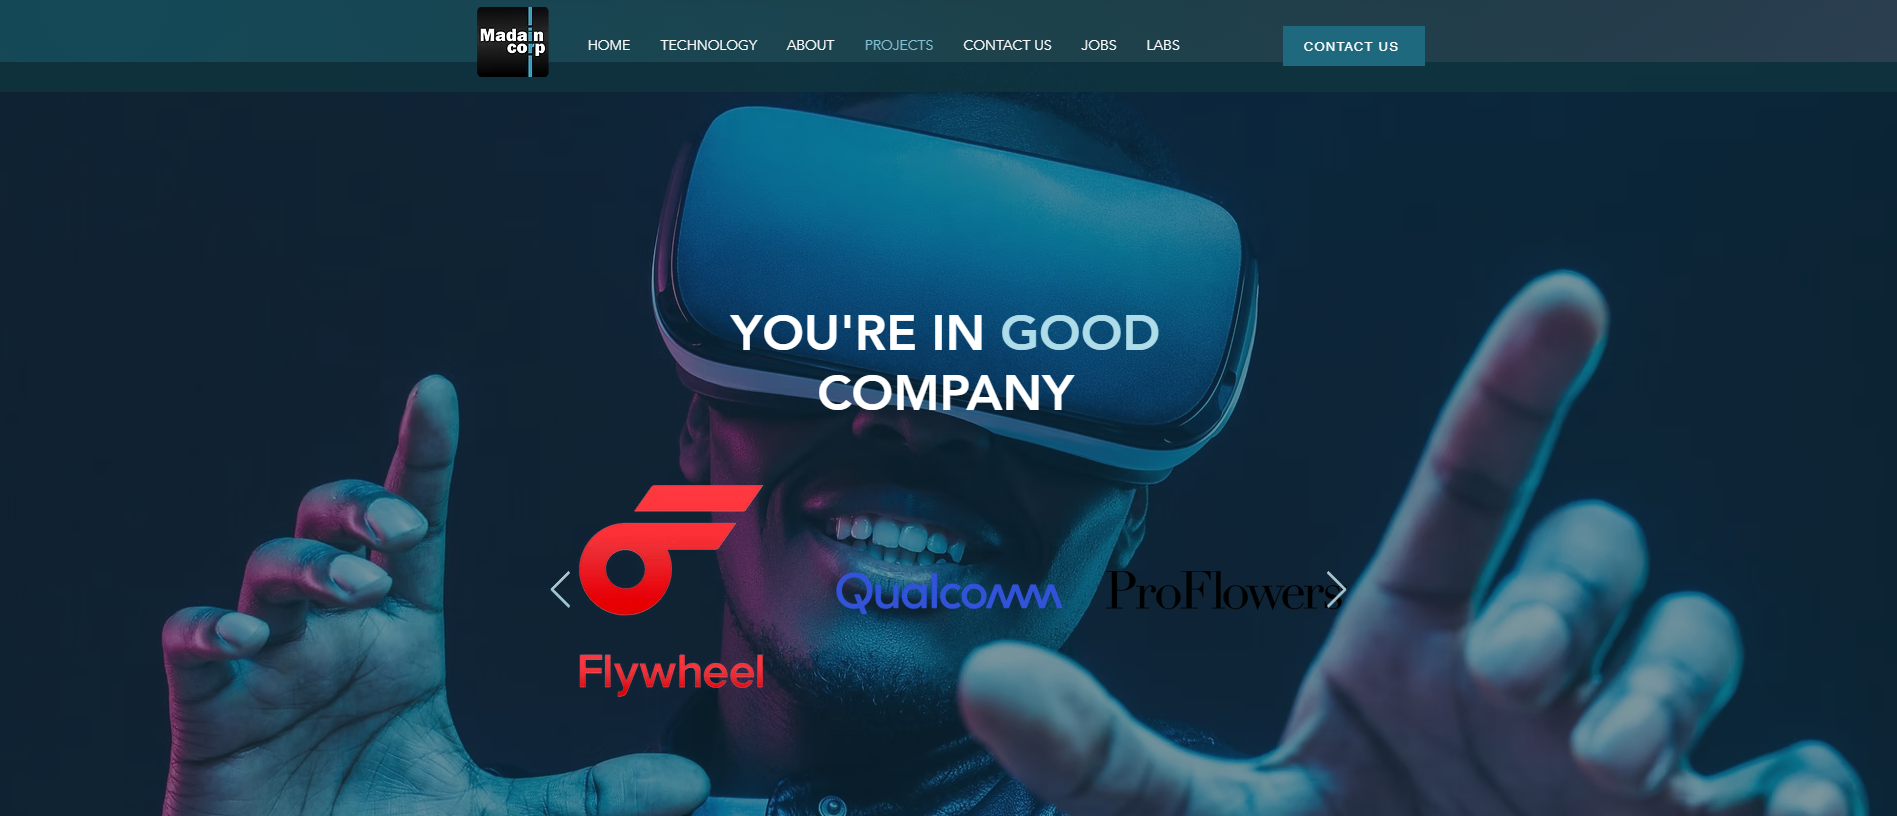 Madain
corp
HOME TECHNOLOGY ABOUT PROJECTS CONTACT US JOBS LABS
CONTACT US
YOU'RE IN GOOD
COMPANY
Qualcomm
ProFlowers
Flywheel